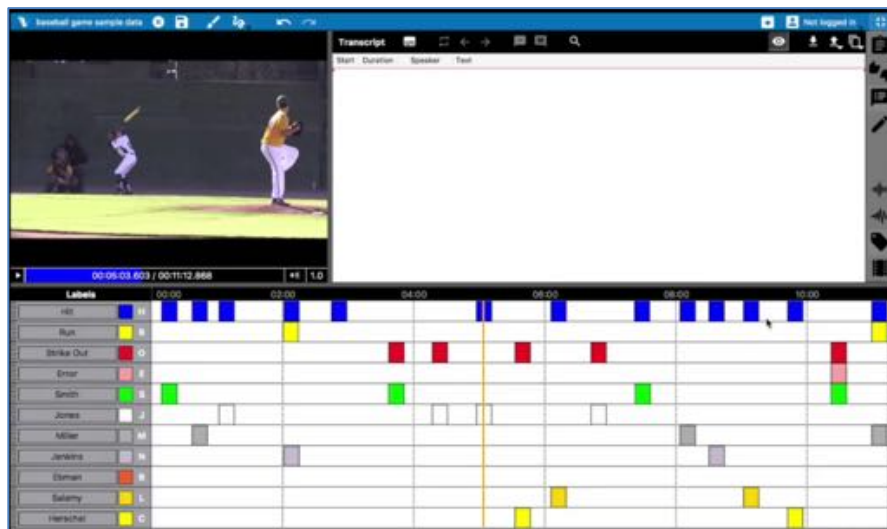 baseball game sample data
Not logged in
Transcript
Start Duration Speaker Text
00:05:03.603 / 00:11:12.868
1.0
Labels 00:00 02:00 04:00 06:00 08:00 10:00
Hit H
Run R
Strike Out O
Error E
Smith S
Jones J
Miller M
Jenkins N
Salamy L
Herschel C